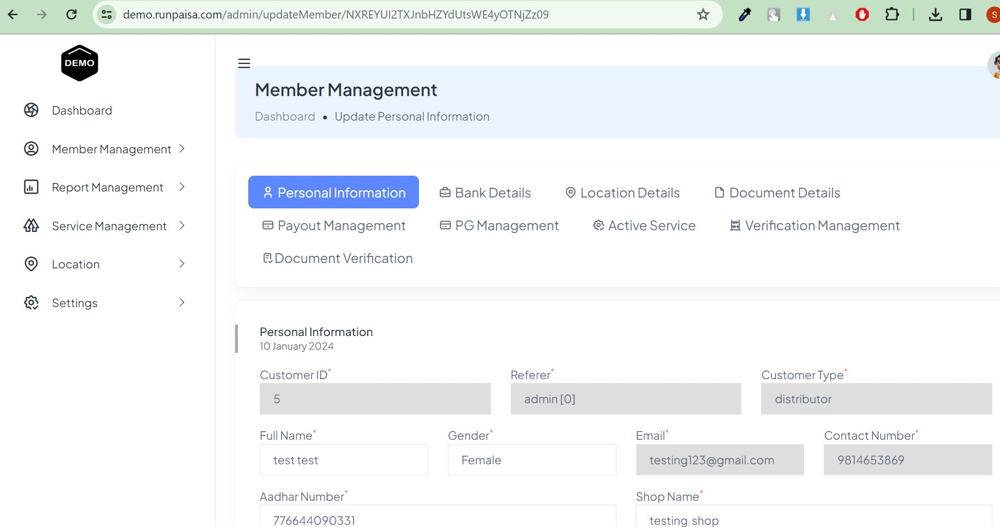 demo.runpaisa.com/admin/updateMember/NXREYUI2TXJnbHZYdUtsWE4yOTNjZz09
S
DEMO
Dashboard
Member Management
Report Management
Service Management
Location
Settings
Member Management
Dashboard • Update Personal Information
Personal Information Bank Details Location Details Document Details
Payout Management PG Management Active Service Verification Management
Document Verification
Personal Information
10 January 2024
Customer ID* Referer* Customer Type*
5 admin [0] distributor
Full Name* Gender* Email* Contact Number*
test test Female testing123@gmail.com 9814653869
Aadhar Number* Shop Name*
776644090331 testing shop